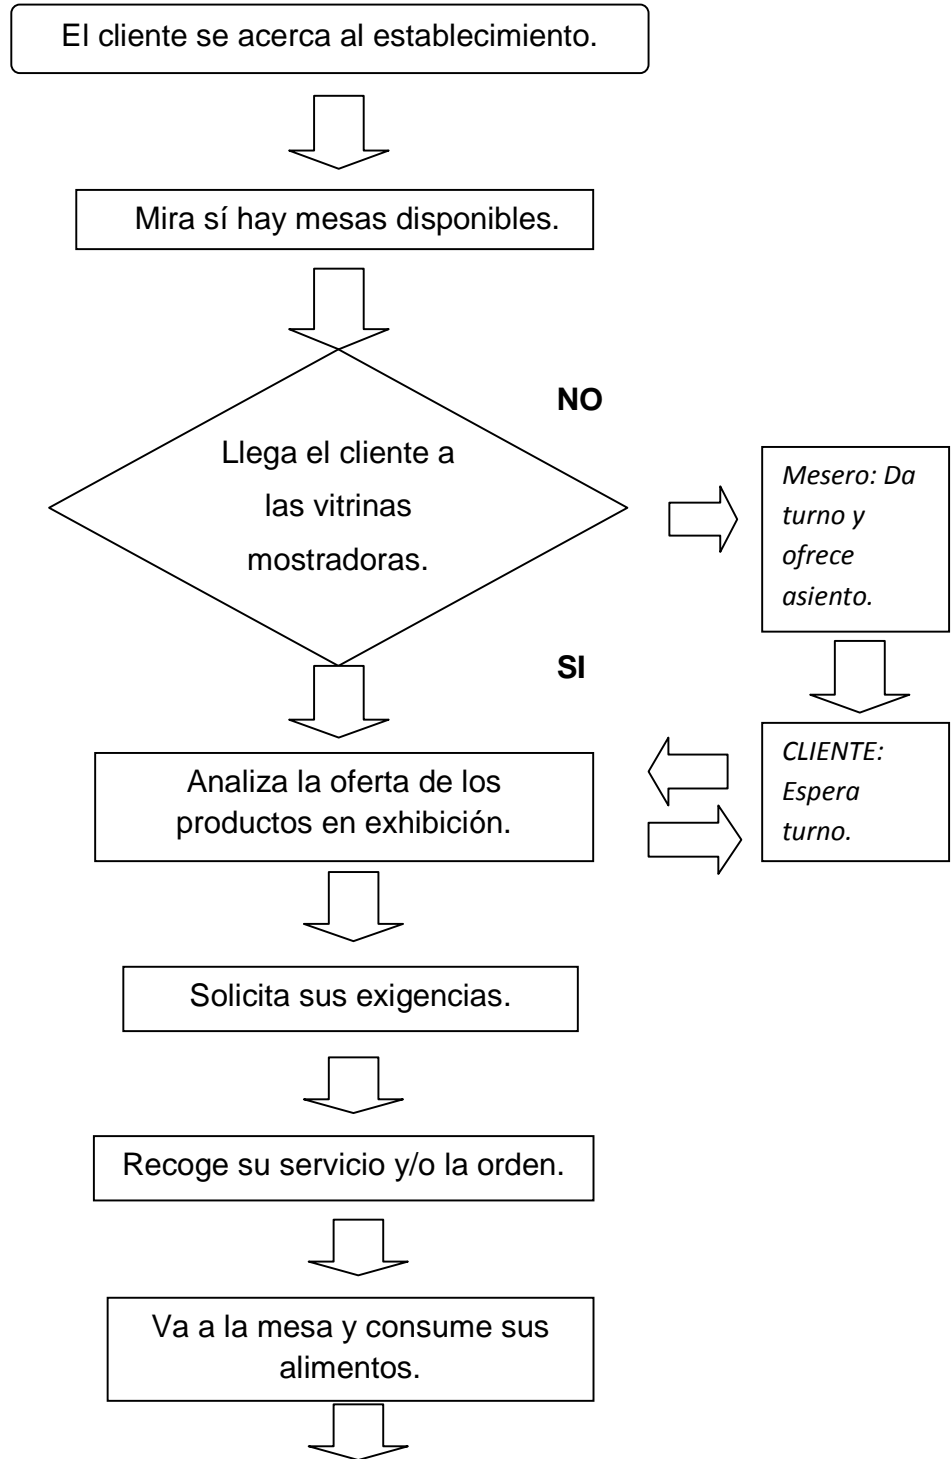 El cliente se acerca al establecimiento.
Mira sí hay mesas disponibles.
NO
Llega el cliente a
las vitrinas
mostradoras.
Mesero: Da
turno y
ofrece
asiento.
SI
Analiza la oferta de los
productos en exhibición.
CLIENTE:
Espera
turno.
Solicita sus exigencias.
Recoge su servicio y/o la orden.
Va a la mesa y consume sus
alimentos.